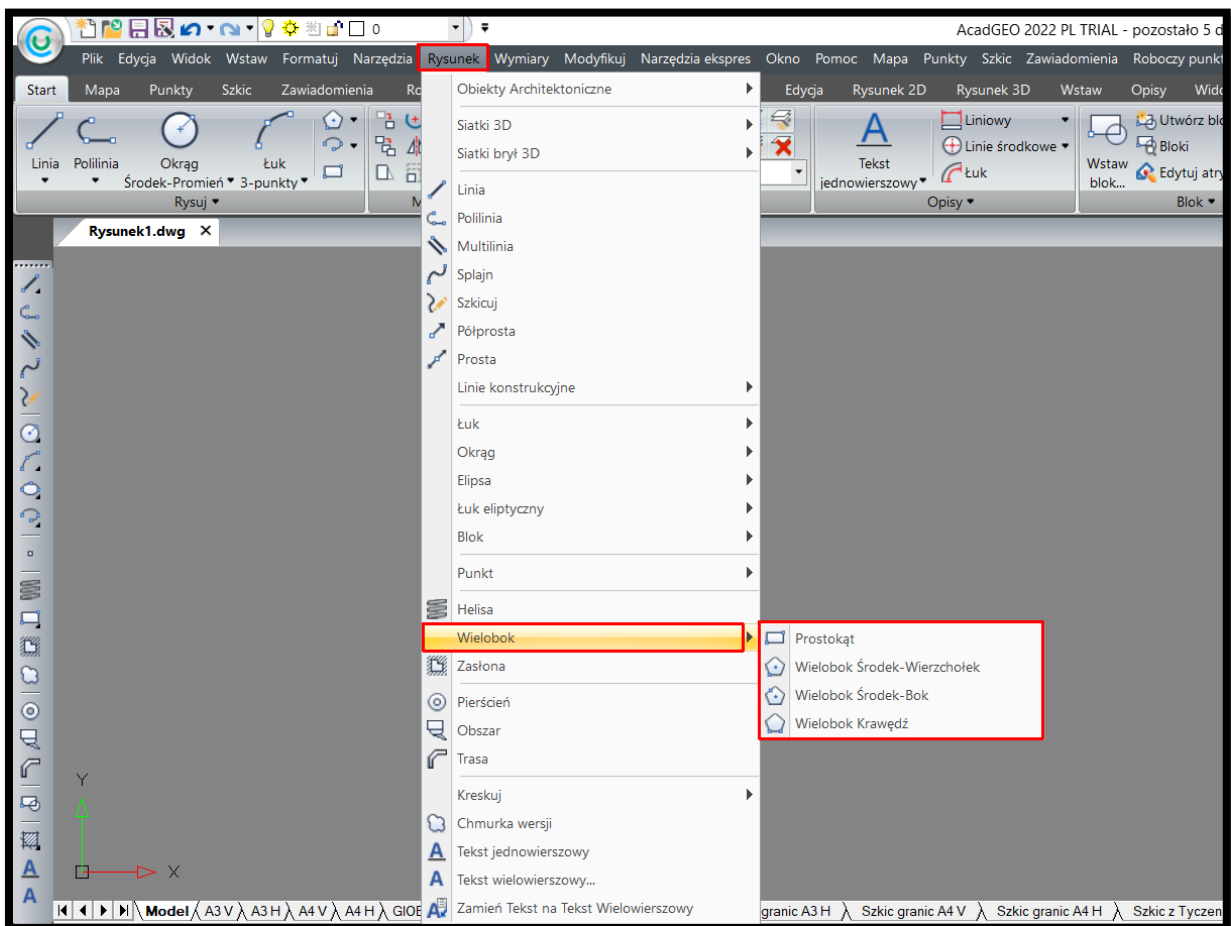 0
AcadGEO 2022 PL TRIAL - pozostało 5 d
Plik Edycja Widok Wstaw Formatuj Narzędzia Rysunek Wymiary Modyfikuj Narzędzia ekspres Okno Pomoc Mapa Punkty Szkic Zawiadomienia Roboczy punkt
Start Mapa Punkty Szkic Zawiadomienia Edycja Rysunek 2D Rysunek 3D Wstaw Opisy
Linia Polilinia Okrąg Środek-Promień Łuk 3-punkty
Rysuj
Tekst jednowierszowy
Liniowy
Linie środkowe
Łuk
Opisy
Wstaw blok...
Utwórz
Bloki
Edytuj
Blok
Rysunek1.dwg X
Obiekty Architektoniczne
Siatki 3D
Siatki brył 3D
Linia
Polilinia
Multilinia
Splajn
Szkicuj
Półprosta
Prosta
Linie konstrukcyjne
Łuk
Okrąg
Elipsa
Łuk eliptyczny
Blok
Punkt
Helisa
Wielobok
Zasłona
Pierścień
Obszar
Trasa
Kreskuj
Chmurka wersji
Tekst jednowierszowy
Tekst wielowierszowy...
Zamień Tekst na Tekst Wielowierszowy
Prostokąt
Wielobok Środek-Wierzchołek
Wielobok Środek-Bok
Wielobok Krawędź
Y
X
Model A3 V A3 H A4 V A4 H granic A3 H Szkic granic A4 V Szkic granic A4 H Szkic z Tyczen